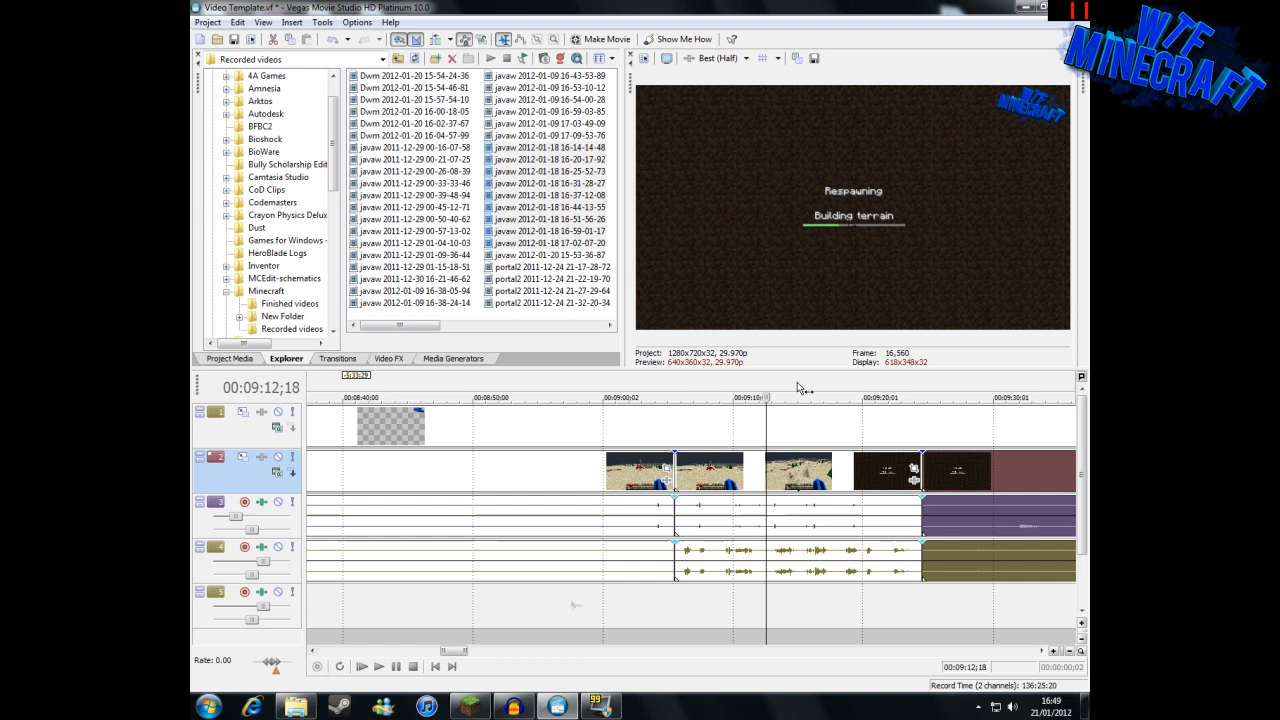 Video Template.vf * - Vegas Movie Studio HD Platinum 10.0
WTF
MINECRAFT
Project Edit View Insert Tools Options Help
Make Movie Show Me How
Recorded videos
Best (Half)
4A Games
Amnesia
Arktos
Autodesk
BFBC2
Bioshock
BioWare
Bully Scholarship Edit
Camtasia Studio
CoD Clips
Codemasters
Crayon Physics Delux
Dust
Games for Windows -
HeroBlade Logs
Inventor
MCEdit-schematics
Minecraft
Finished videos
New Folder
Recorded videos
Dwm 2012-01-20 15-54-24-36
Dwm 2012-01-20 15-54-46-81
Dwm 2012-01-20 15-57-54-10
Dwm 2012-01-20 16-00-18-05
Dwm 2012-01-20 16-02-37-67
Dwm 2012-01-20 16-04-57-99
javaw 2011-12-29 00-16-07-58
javaw 2011-12-29 00-21-07-25
javaw 2011-12-29 00-26-08-39
javaw 2011-12-29 00-33-33-46
javaw 2011-12-29 00-39-48-94
javaw 2011-12-29 00-45-12-71
javaw 2011-12-29 00-50-40-62
javaw 2011-12-29 00-57-13-02
javaw 2011-12-29 01-04-10-03
javaw 2011-12-29 01-09-36-44
javaw 2011-12-29 01-15-18-51
javaw 2011-12-30 16-21-46-62
javaw 2012-01-09 16-38-05-94
javaw 2012-01-09 16-38-24-14
javaw 2012-01-09 16-43-53-89
javaw 2012-01-09 16-53-10-12
javaw 2012-01-09 16-54-00-28
javaw 2012-01-09 16-59-03-85
javaw 2012-01-09 17-03-49-09
javaw 2012-01-09 17-09-53-76
javaw 2012-01-18 16-14-14-48
javaw 2012-01-18 16-20-17-92
javaw 2012-01-18 16-25-52-73
javaw 2012-01-18 16-31-28-27
javaw 2012-01-18 16-37-12-08
javaw 2012-01-18 16-44-13-55
javaw 2012-01-18 16-51-56-26
javaw 2012-01-18 16-59-01-17
javaw 2012-01-18 17-02-07-20
javaw 2012-01-20 15-53-36-87
portal2 2011-12-24 21-17-28-72
portal2 2011-12-24 21-22-19-70
portal2 2011-12-24 21-27-29-64
portal2 2011-12-24 21-32-20-34
WTF
MINECRAFT
Respawning
Building terrain
Project Media Explorer Transitions Video FX Media Generators
Project: 1280x720x32, 29.970p
Preview: 640x360x32, 29.970p
Frame: 16,560
Display: 618x348x32
-5:33:29
00:09:12;18
00:08:40;00 00:08:50;00 00:09:00;02 00:09:10; 00:09:20;01 00:09:30;01
1
2
3
4
5
Rate: 0.00
00:09:12;18 00:00:00;02
Record Time (2 channels): 136:25:20
99
16:49
21/01/2012